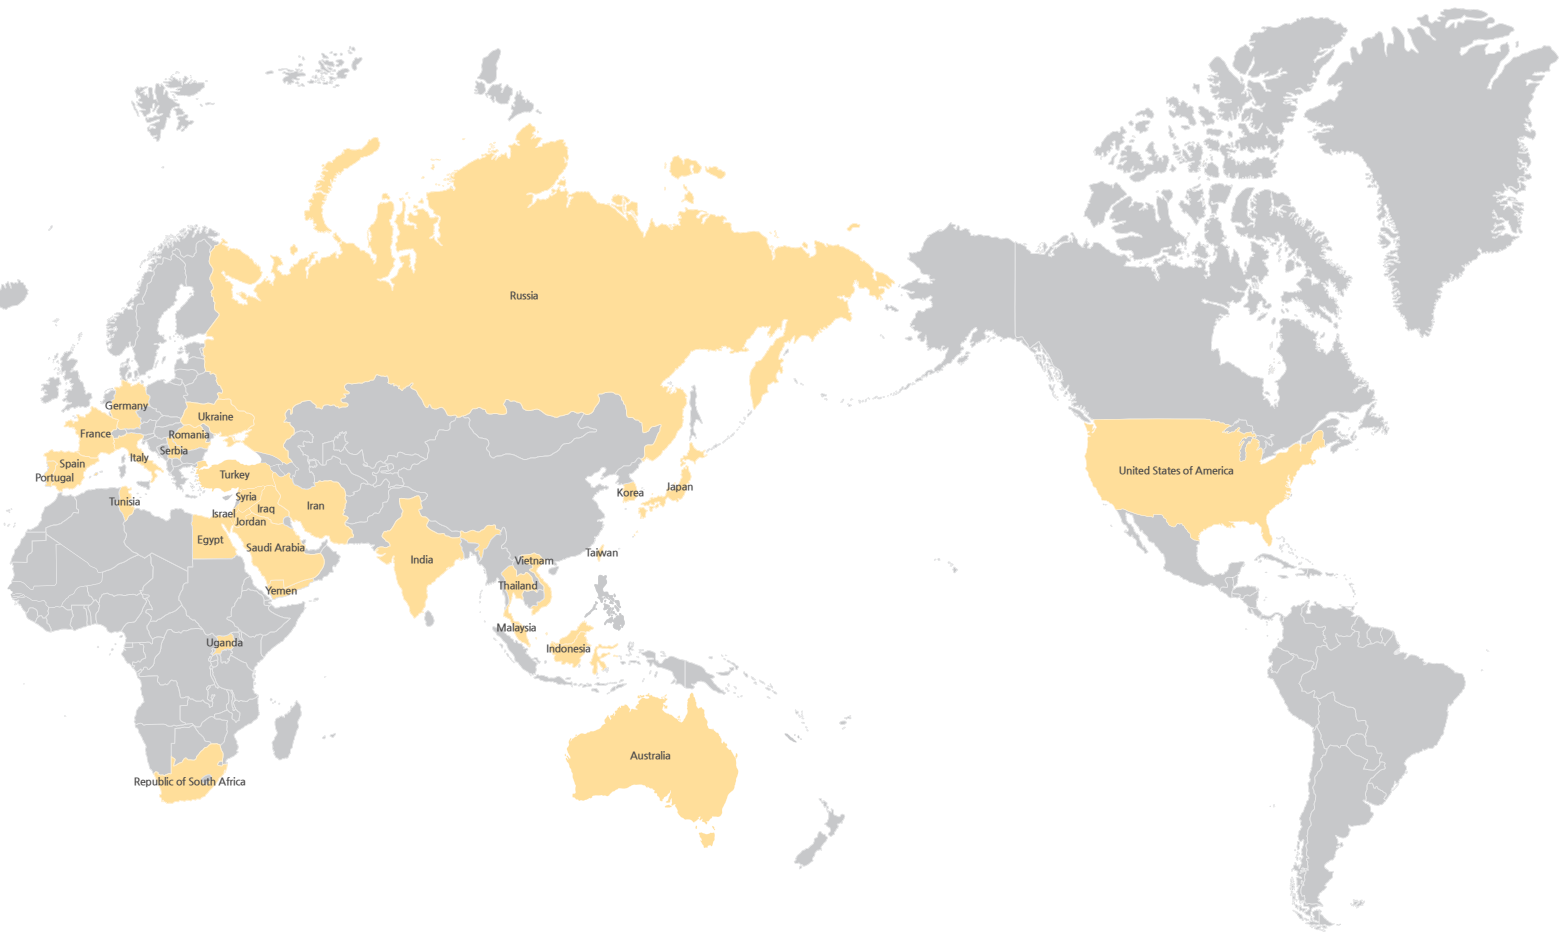 Russia
Germany
Ukraine
France
Romania
Serbia
Italy
Spain
Portugal
Turkey
United States of America
Japan
Korea
Syria
Tunisia
Iran
Iraq
Israel
Jordan
Egypt
Saudi Arabia
Taiwan
India
Vietnam
Thailand
Yemen
Malaysia
Uganda
Indonesia
Australia
Republic of South Africa